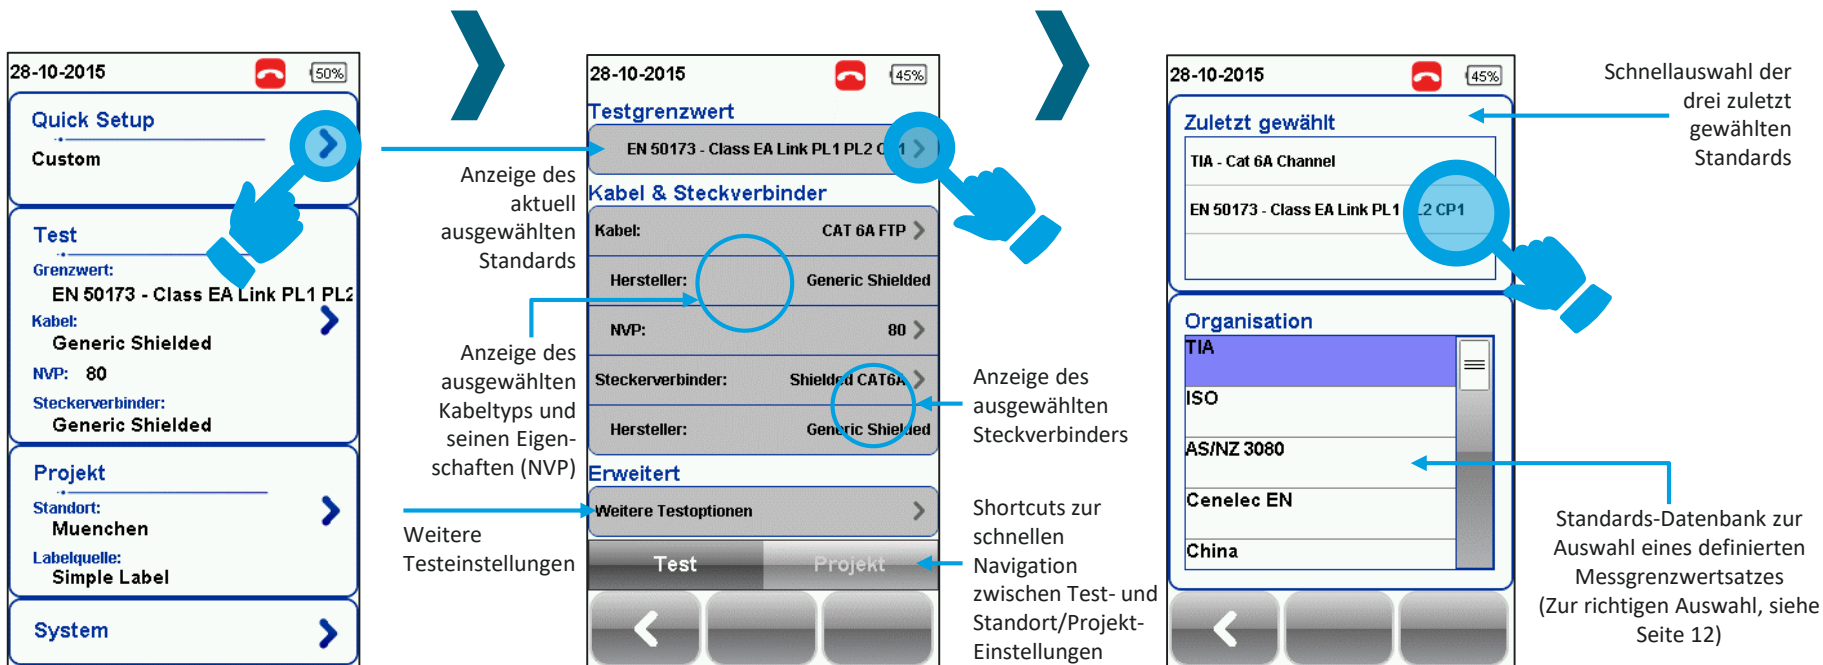 28-10-2015
50%
Quick Setup
Custom
Test
Grenzwert:
EN 50173 - Class EA Link PL1 PL2
Kabel:
Generic Shielded
NVP: 80
Steckerverbinder:
Generic Shielded
Projekt
Standort:
Muenchen
Labelquelle:
Simple Label
System
Anzeige des
aktuell
ausgewählten
Standards
Anzeige des
ausgewählten
Kabeltyps und
seinen Eigen-
schaften (NVP)
Weitere
Testeinstellungen
28-10-2015
45%
Testgrenzwert
EN 50173 - Class EA Link PL1 PL2 CP1
Kabel & Steckverbinder
Kabel: CAT 6A FTP
Hersteller: Generic Shielded
NVP: 80
Steckerverbinder: Shielded CAT6A
Hersteller: Generic Shielded
Erweitert
Weitere Testoptionen
Test Projekt
Anzeige des
ausgewählten
Steckverbinders
Shortcuts zur
schnellen
Navigation
zwischen Test- und
Standort/Projekt-
Einstellungen
28-10-2015
45%
Zuletzt gewählt
TIA - Cat 6A Channel
EN 50173 - Class EA Link PL1 PL2 CP1
Organisation
TIA
ISO
AS/NZ 3080
Cenelec EN
China
Schnellauswahl der
drei zuletzt
gewählten
Standards
Standards-Datenbank zur
Auswahl eines definierten
Messgrenzwertsatzes
(Zur richtigen Auswahl, siehe
Seite 12)